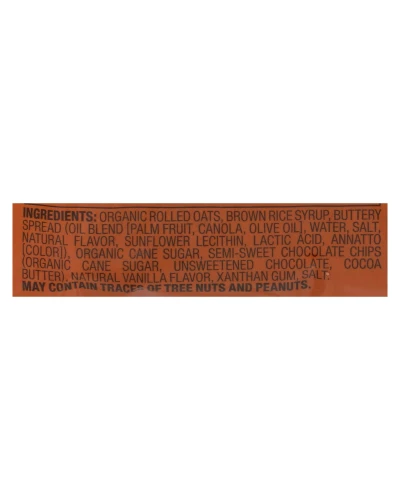 INGREDIENTS: ORGANIC ROLLED OATS, BROWN RICE SYRUP, BUTTERY
SPREAD (OIL BLEND [PALM FRUIT, CANOLA, OLIVE OIL], WATER, SALT,
NATURAL FLAVOR, SUNFLOWER LECITHIN, LACTIC ACID, ANNATTO
[COLOR]), ORGANIC CANE SUGAR, SEMI-SWEET CHOCOLATE CHIPS
(ORGANIC CANE SUGAR, UNSWEETENED CHOCOLATE, COCOA
BUTTER), NATURAL VANILLA FLAVOR, XANTHAN GUM, SALT.
MAY CONTAIN TRACES OF TREE NUTS AND PEANUTS.